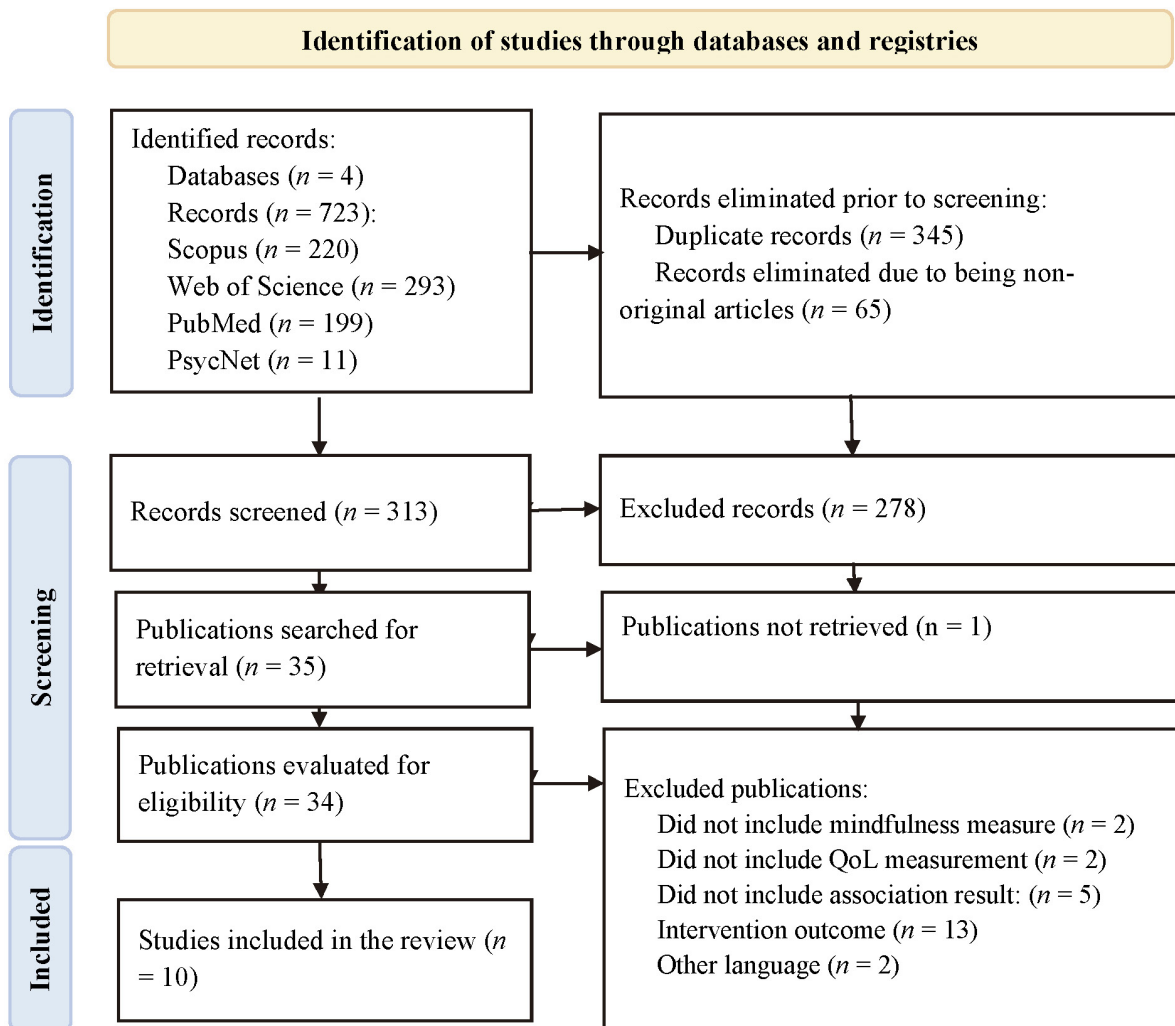 Identification of studies through databases and registries
Identification
Identified records:
Databases (n = 4)
Records (n = 723):
Scopus (n = 220)
Web of Science (n = 293)
PubMed (n = 199)
PsycNet (n = 11)
Records eliminated prior to screening:
Duplicate records (n = 345)
Records eliminated due to being non-
original articles (n = 65)
Screening
Records screened (n = 313)
Excluded records (n = 278)
Publications searched for
retrieval (n = 35)
Publications not retrieved (n = 1)
Publications evaluated for
eligibility (n = 34)
Excluded publications:
Did not include mindfulness measure (n = 2)
Did not include QoL measurement (n = 2)
Did not include association result: (n = 5)
Intervention outcome (n = 13)
Other language (n = 2)
Included
Studies included in the review (n
= 10)